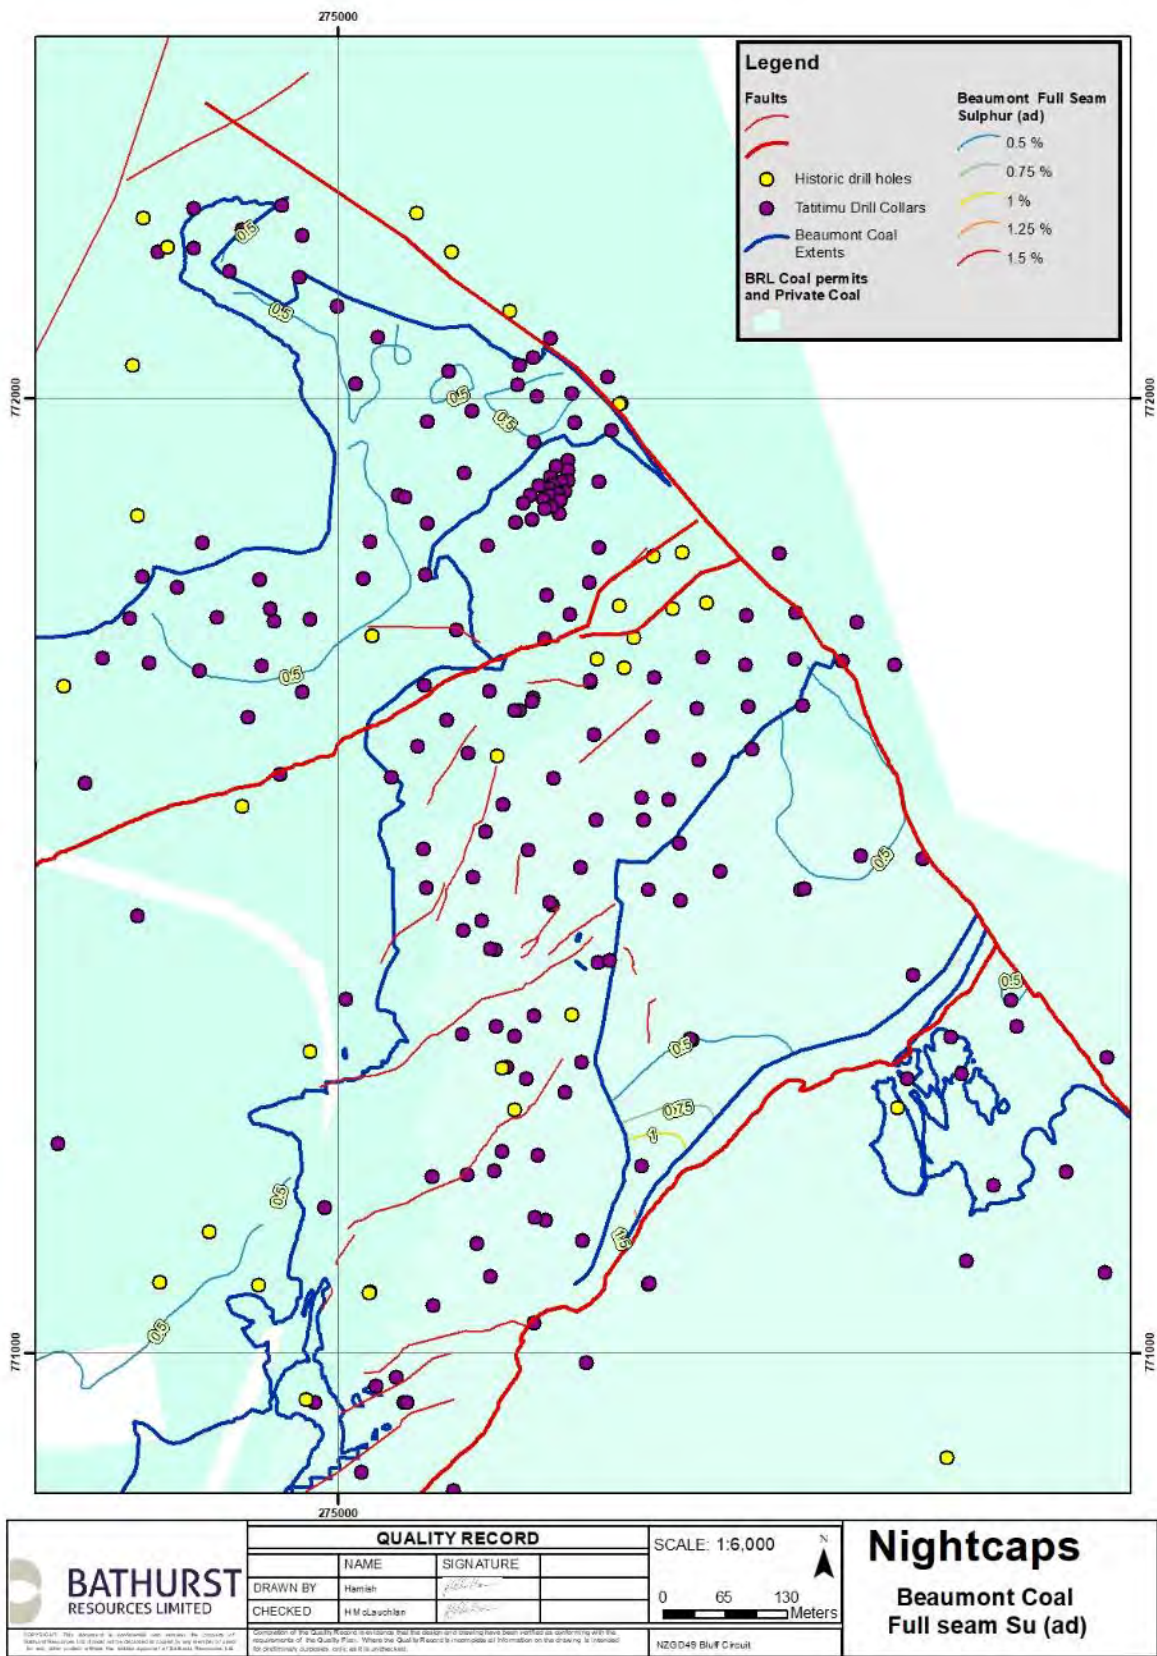 275000
Legend
Faults
Historic drill holes
Tatitimu Drill Collars
Beaumont Coal
Extents
BRL Coal permits
and Private Coal
Beaumont Full Seam
Sulphur (ad)
0.5 %
0.75 %
1 %
1.25 %
1.5 %
0.5
0.5
772000
772000
0.5
0.5
0.5
0.5
0.5
0.5
0.75
1
0.5
1.5
0.5
771000
771000
275000
BATHURST
RESOURCES LIMITED
QUALITY RECORD
NAME
SIGNATURE
DRAWN BY
Hamish
CHECKED
H McLauchlan
SCALE: 1:6,000
N
0
65
130
Meters
NZGD49 Bluff Circuit
Nightcaps
Beaumont Coal
Full seam Su (ad)